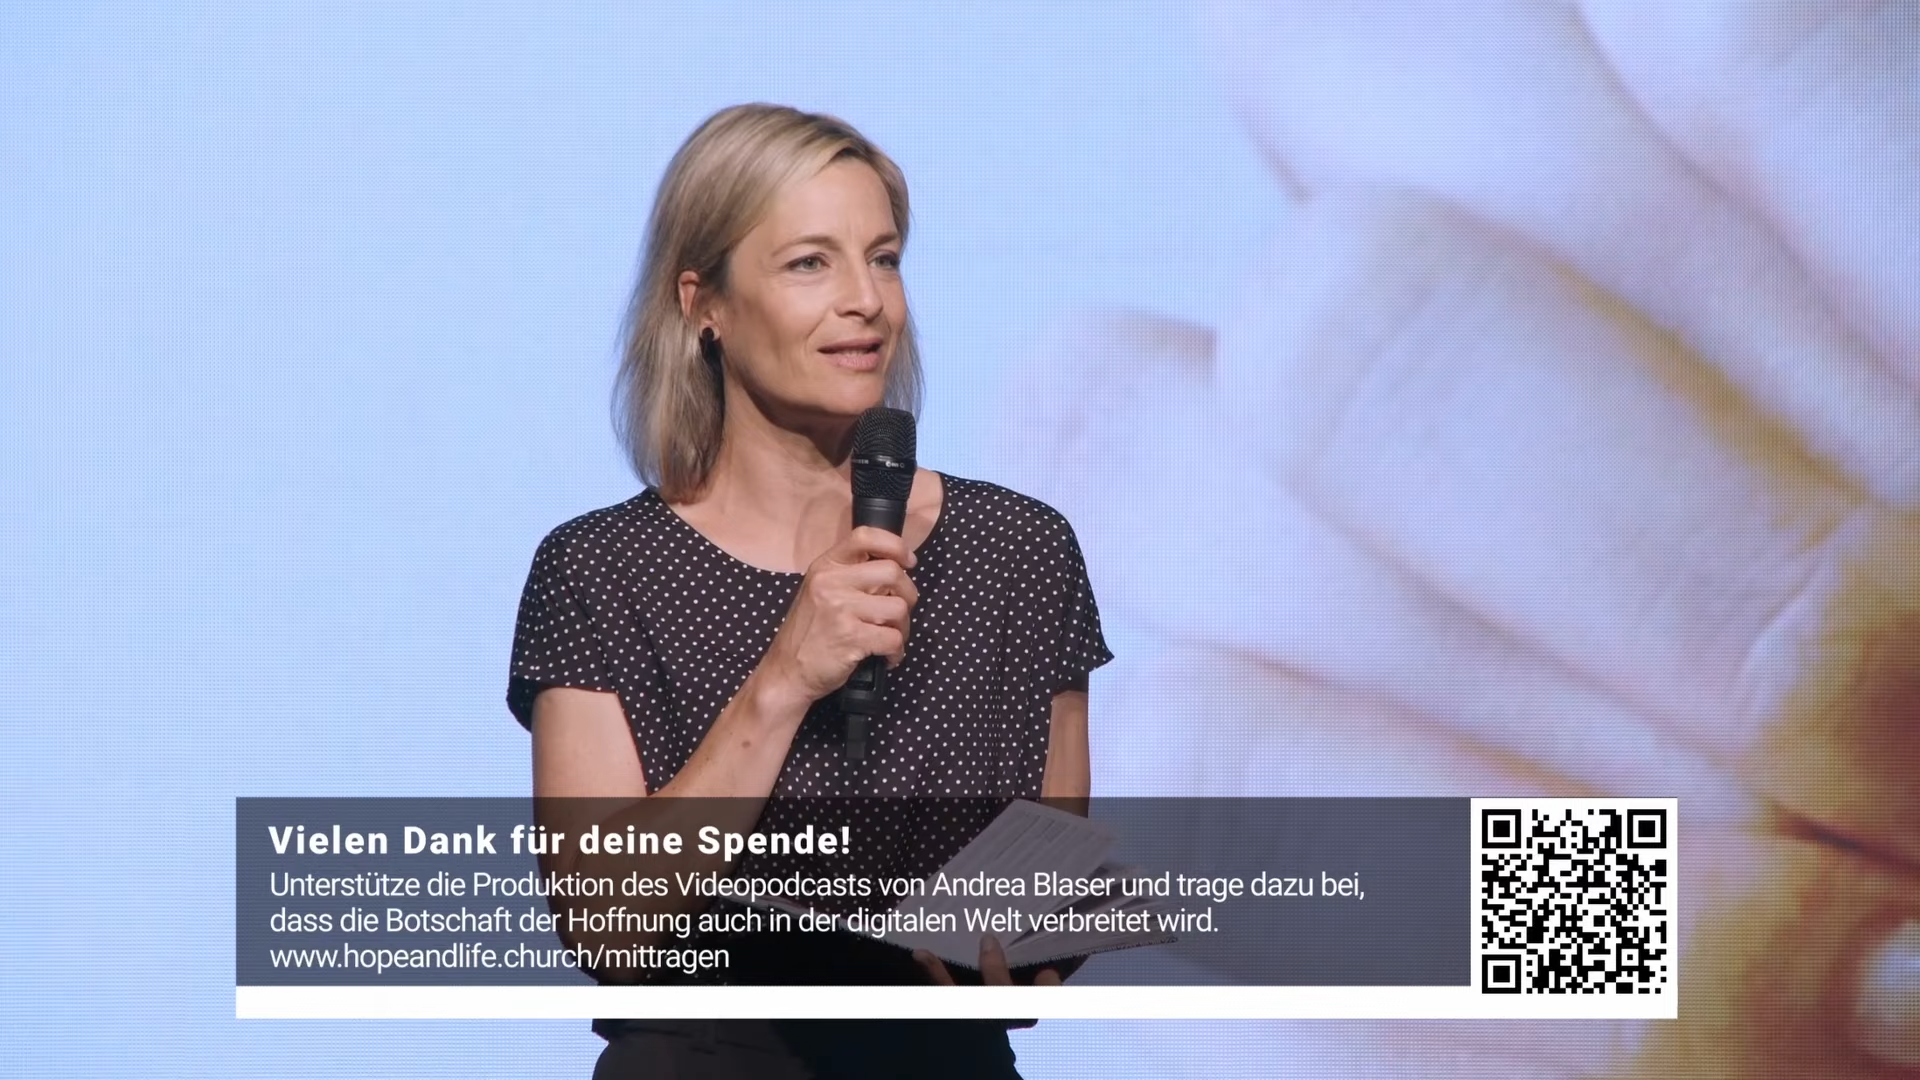 Vielen Dank für deine Spende!
Unterstütze die Produktion des Videopodcasts von Andrea Blaser und trage dazu bei,
dass die Botschaft der Hoffnung auch in der digitalen Welt verbreitet wird.
www.hopeandlife.church/mittragen